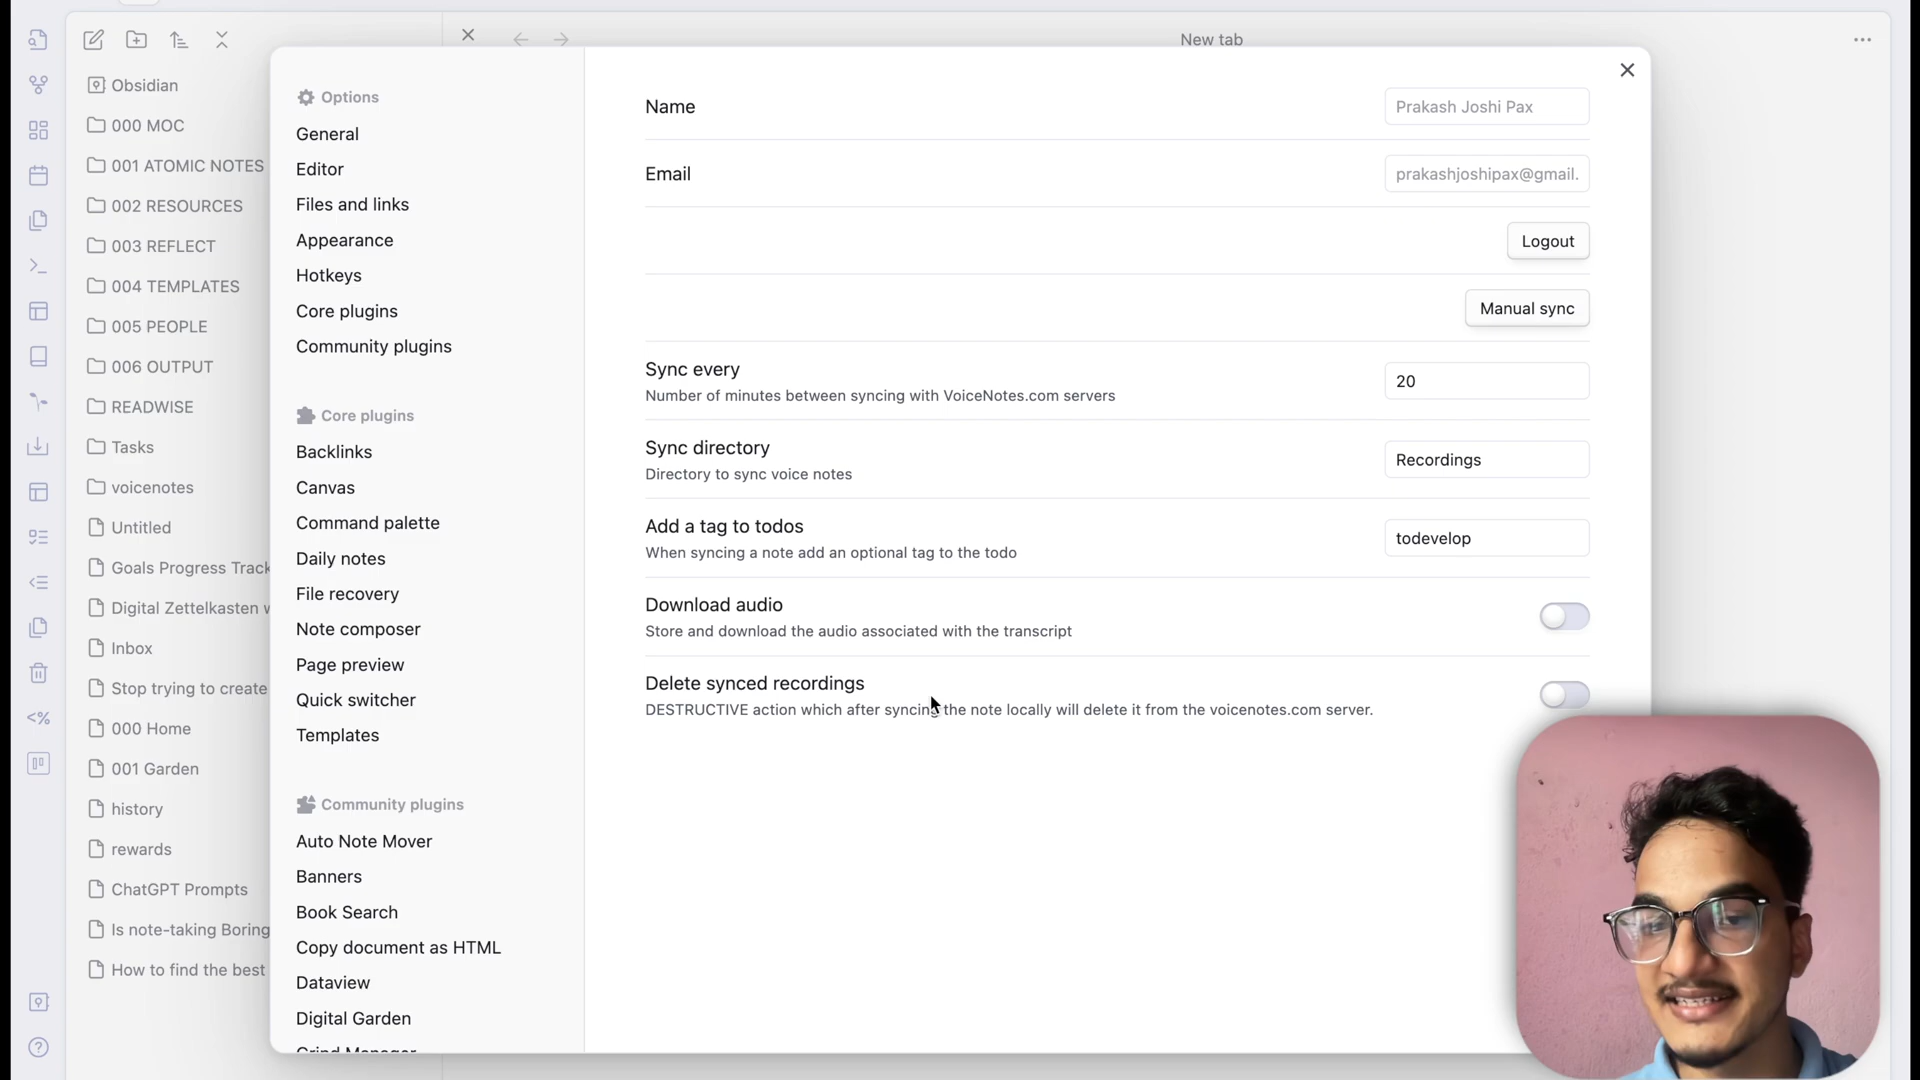 New tab
Obsidian
000 MOC
001 ATOMIC NOTES
002 RESOURCES
003 REFLECT
004 TEMPLATES
005 PEOPLE
006 OUTPUT
READWISE
Tasks
voicenotes
Untitled
Goals Progress Track
Digital Zettelkasten w
Inbox
Stop trying to create
000 Home
001 Garden
history
rewards
ChatGPT Prompts
Is note-taking Boring
How to find the best
Options
General
Editor
Files and links
Appearance
Hotkeys
Core plugins
Community plugins
Core plugins
Backlinks
Canvas
Command palette
Daily notes
File recovery
Note composer
Page preview
Quick switcher
Templates
Community plugins
Auto Note Mover
Banners
Book Search
Copy document as HTML
Dataview
Digital Garden
Name
Prakash Joshi Pax
Email
prakashjoshipax@gmail.
Logout
Manual sync
Sync every
Number of minutes between syncing with VoiceNotes.com servers
20
Sync directory
Directory to sync voice notes
Recordings
Add a tag to todos
When syncing a note add an optional tag to the todo
todevelop
Download audio
Store and download the audio associated with the transcript
Delete synced recordings
DESTRUCTIVE action which after syncing the note locally will delete it from the voicenotes.com server.